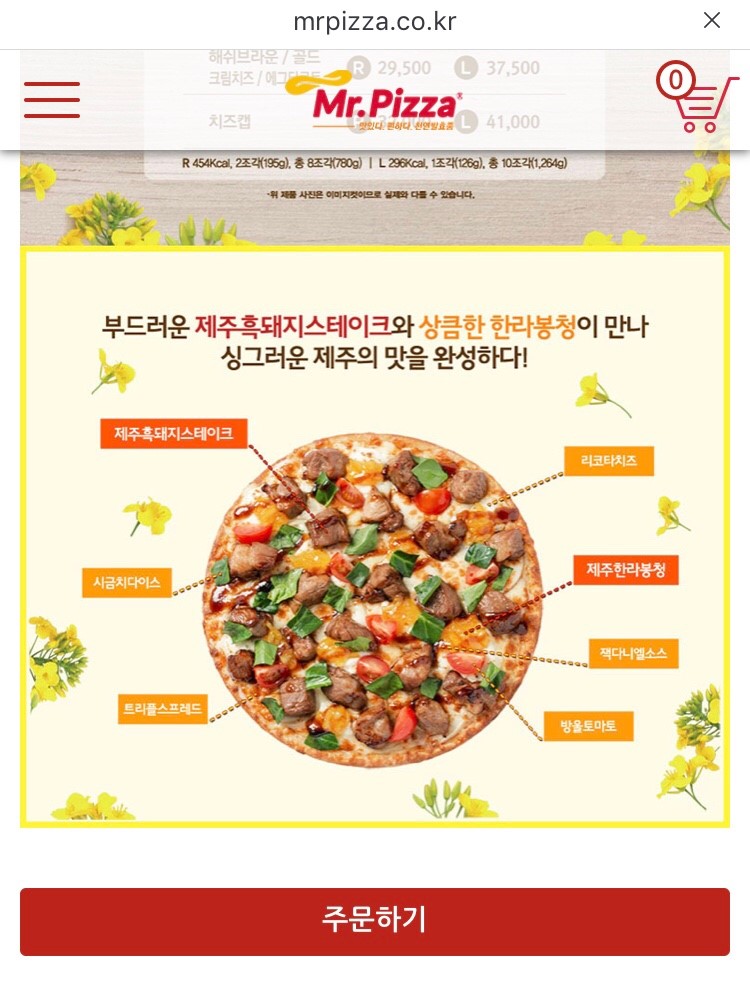 mrpizza.co.kr
0
해쉬브라운 / 골드
R 29,500 L 37,500
크림치즈 /
Mr.Pizza
치즈캡
L 41,000
R 454Kcal, 2조각(195g), 총 8조각(780g) | L 296Kcal, 1조각(126g), 총 10조각(1,264g)
*위 제품 사진은 이미지컷이므로 실제와 다를 수 있습니다.
부드러운 제주흑돼지스테이크와 상큼한 한라봉청이 만나
싱그러운 제주의 맛을 완성하다!
제주흑돼지스테이크
리코타치즈
시금치다이스
제주한라봉청
잭다니엘소스
트리플스프레드
방울토마토
주문하기